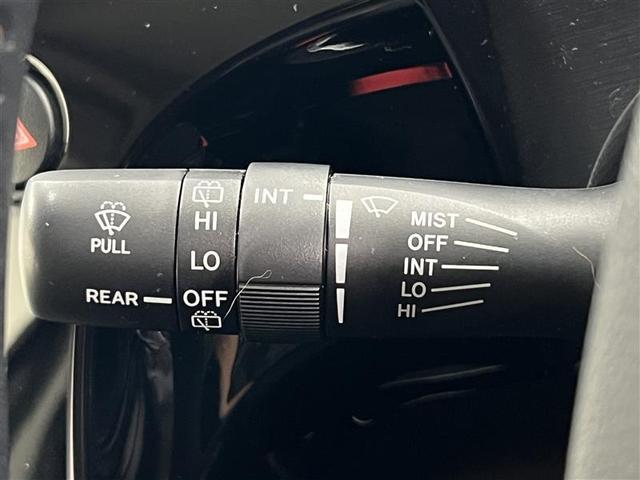 PULL
REAR
HI
LO
OFF
INT
MIST
OFF
INT
LO
HI